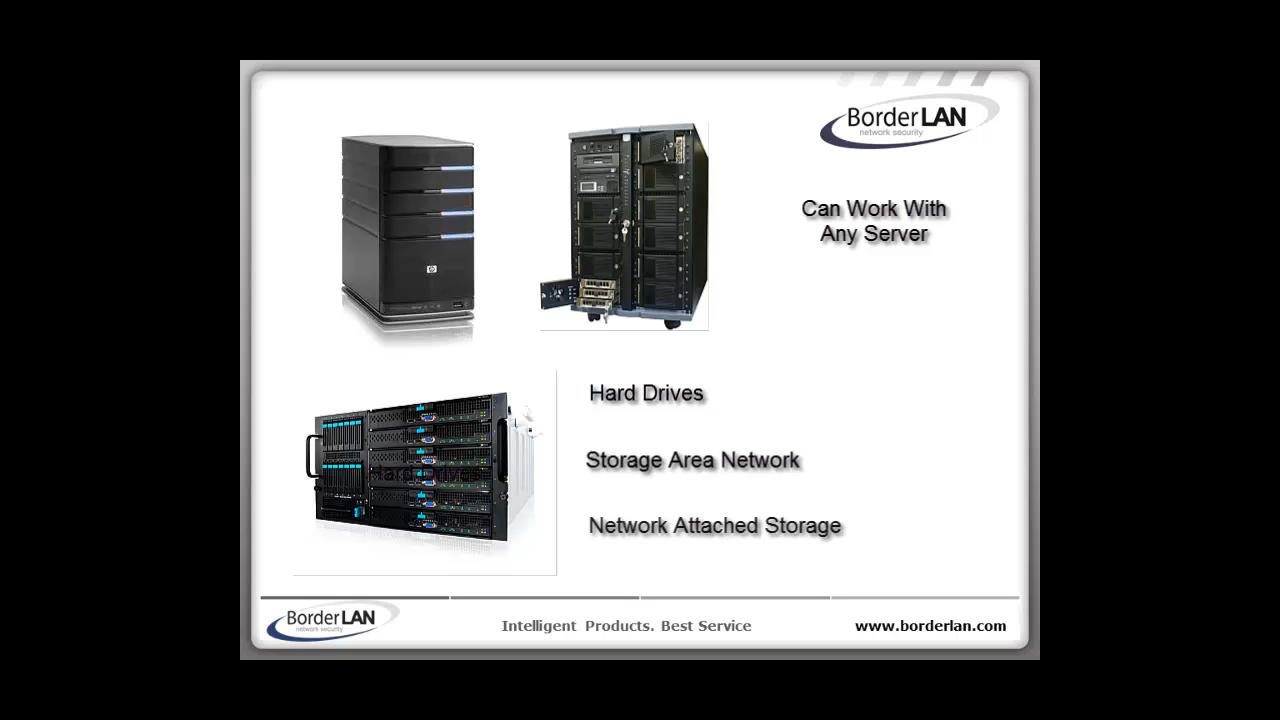 BorderLAN
network security
Can Work With
Any Server
hp
Hard Drives
Storage Area Network
Network Attached Storage
BorderLAN
network security
Intelligent Products. Best Service
www.borderlan.com